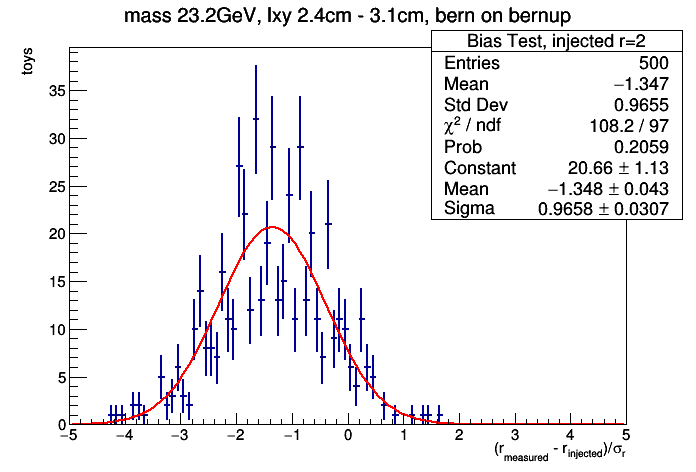 mass 23.2GeV, lxy 2.4cm - 3.1cm, bern on bernup
toys
Bias Test, injected r=2
Entries 500
Mean −1.347
Std Dev 0.9655
χ² / ndf 108.2 / 97
Prob 0.2059
Constant 20.66 ± 1.13
Mean −1.348 ± 0.043
Sigma 0.9658 ± 0.0307
35
30
25
20
15
10
5
0
−5 −4 −3 −2 −1 0 1 2 3 4 5
(r_measured - r_injected)/σ_r